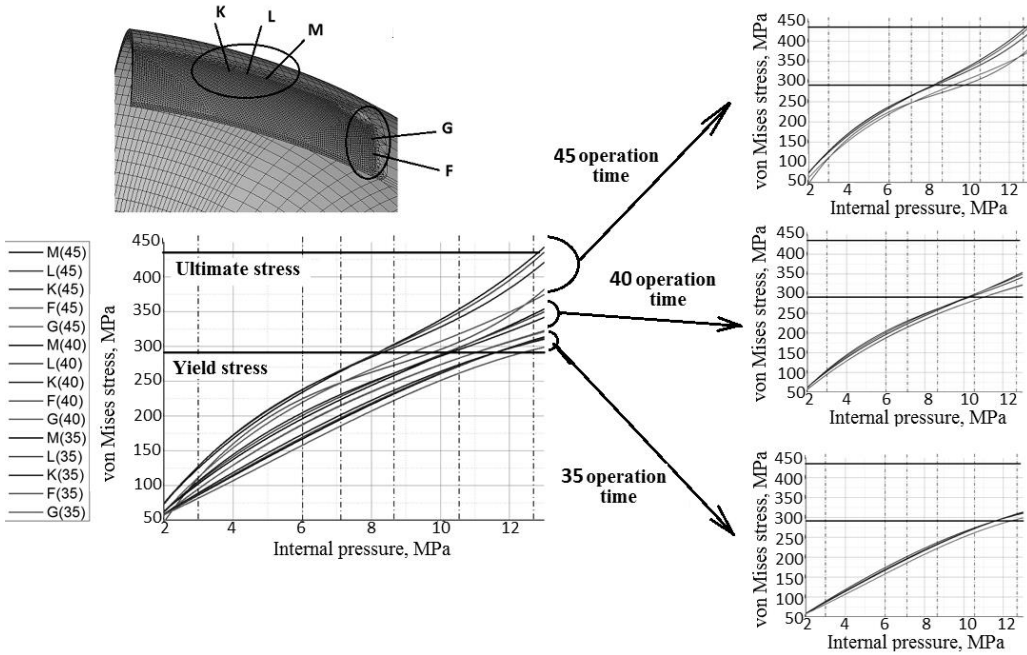 K
L
M
G
F
M(45)
L(45)
K(45)
F(45)
G(45)
M(40)
L(40)
K(40)
F(40)
G(40)
M(35)
L(35)
K(35)
F(35)
G(35)
von Mises stress, MPa
450
400
350
300
250
200
150
100
50
Ultimate stress
Yield stress
2 4 6 8 10 12
Internal pressure, MPa
45 operation
time
40 operation
time
35 operation
time
von Mises stress, MPa
450
400
350
300
250
200
150
100
50
2 4 6 8 10 12
Internal pressure, MPa
von Mises stress, MPa
450
400
350
300
250
200
150
100
50
2 4 6 8 10 12
Internal pressure, MPa
von Mises stress, MPa
450
400
350
300
250
200
150
100
50
2 4 6 8 10 12
Internal pressure, MPa